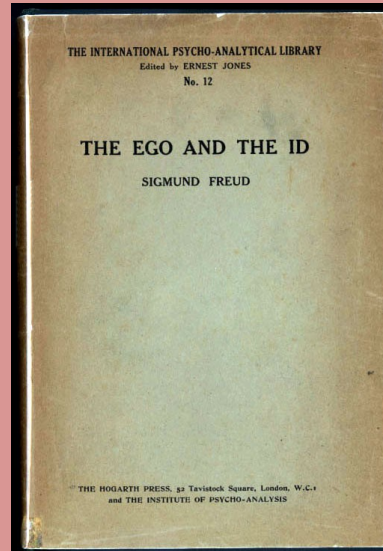 THE INTERNATIONAL PSYCHO-ANALYTICAL LIBRARY
Edited by ERNEST JONES
No. 12
THE EGO AND THE ID
SIGMUND FREUD
THE HOGARTH PRESS, 52 Tavistock Square, London, W.C.1
and THE INSTITUTE OF PSYCHO-ANALYSIS